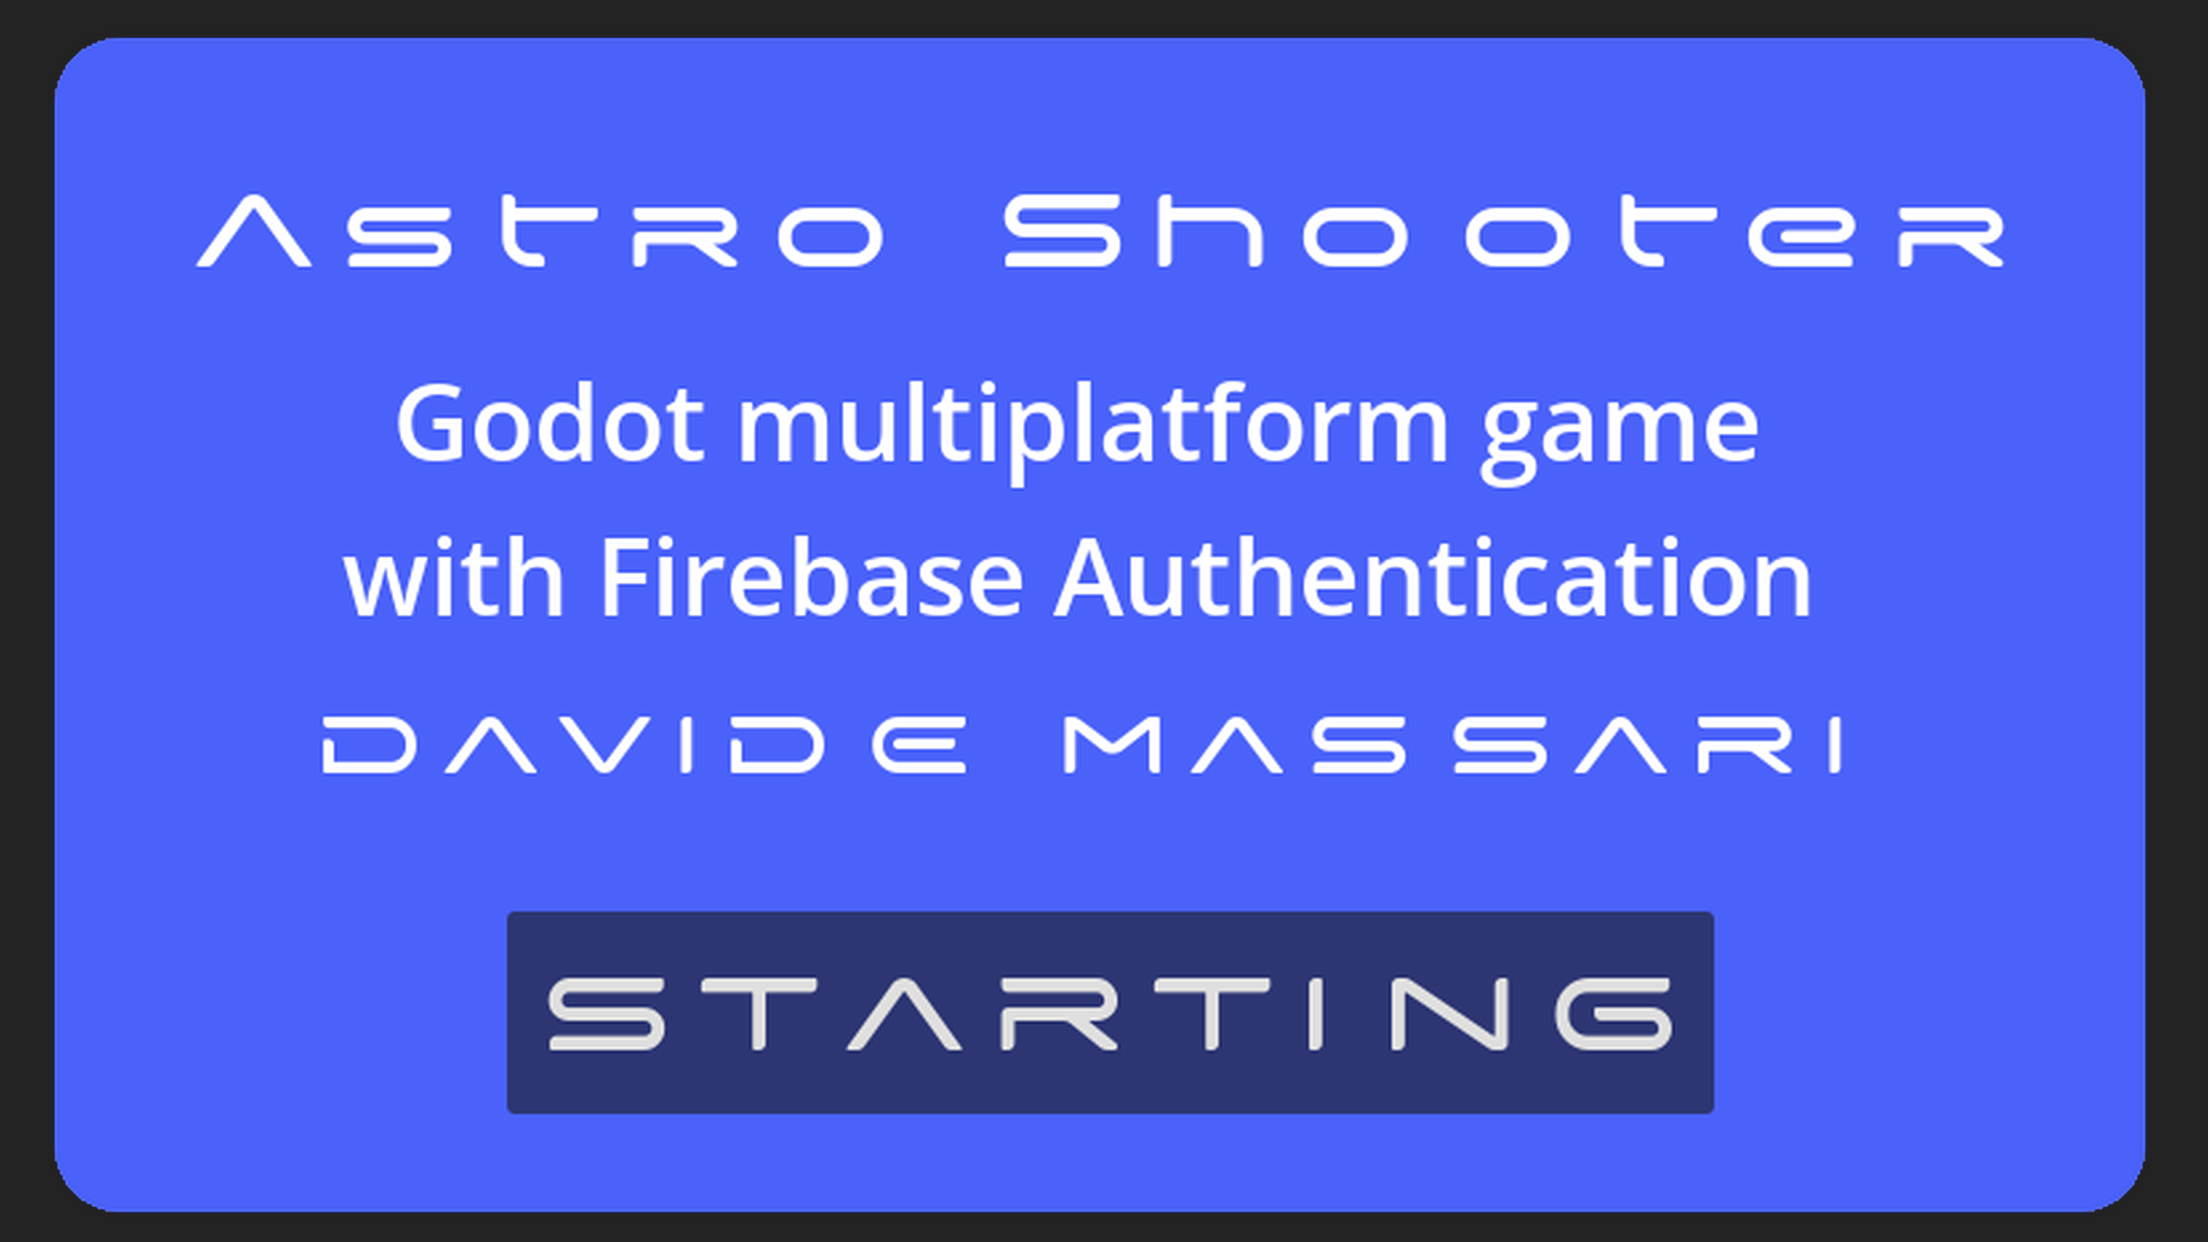 Astro Shooter
Godot multiplatform game
with Firebase Authentication
DAVIDE MASSARI
STARTING